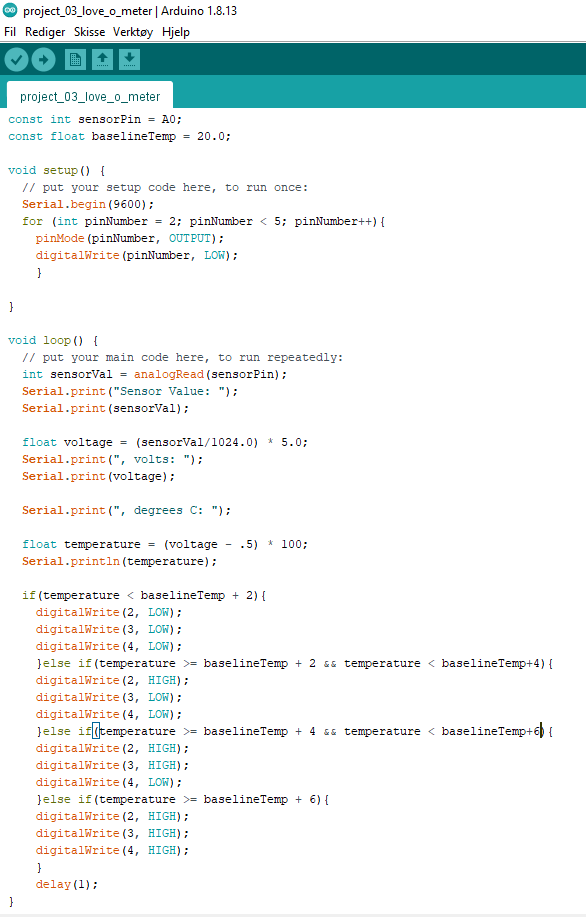 project_03_love_o_meter | Arduino 1.8.13
Fil Rediger Skisse Verktøy Hjelp
project_03_love_o_meter
const int sensorPin = A0;
const float baselineTemp = 20.0;
void setup() {
// put your setup code here, to run once:
Serial.begin(9600);
for (int pinNumber = 2; pinNumber < 5; pinNumber++){
pinMode(pinNumber, OUTPUT);
digitalWrite(pinNumber, LOW);
}
}
void loop() {
// put your main code here, to run repeatedly:
int sensorVal = analogRead(sensorPin);
Serial.print("Sensor Value: ");
Serial.print(sensorVal);
float voltage = (sensorVal/1024.0) * 5.0;
Serial.print(", volts: ");
Serial.print(voltage);
Serial.print(", degrees C: ");
float temperature = (voltage - .5) * 100;
Serial.println(temperature);
if(temperature < baselineTemp + 2){
digitalWrite(2, LOW);
digitalWrite(3, LOW);
digitalWrite(4, LOW);
}else if(temperature >= baselineTemp + 2 && temperature < baselineTemp+4){
digitalWrite(2, HIGH);
digitalWrite(3, LOW);
digitalWrite(4, LOW);
}else if(temperature >= baselineTemp + 4 && temperature < baselineTemp+6){
digitalWrite(2, HIGH);
digitalWrite(3, HIGH);
digitalWrite(4, LOW);
}else if(temperature >= baselineTemp + 6){
digitalWrite(2, HIGH);
digitalWrite(3, HIGH);
digitalWrite(4, HIGH);
}
delay(1);
}